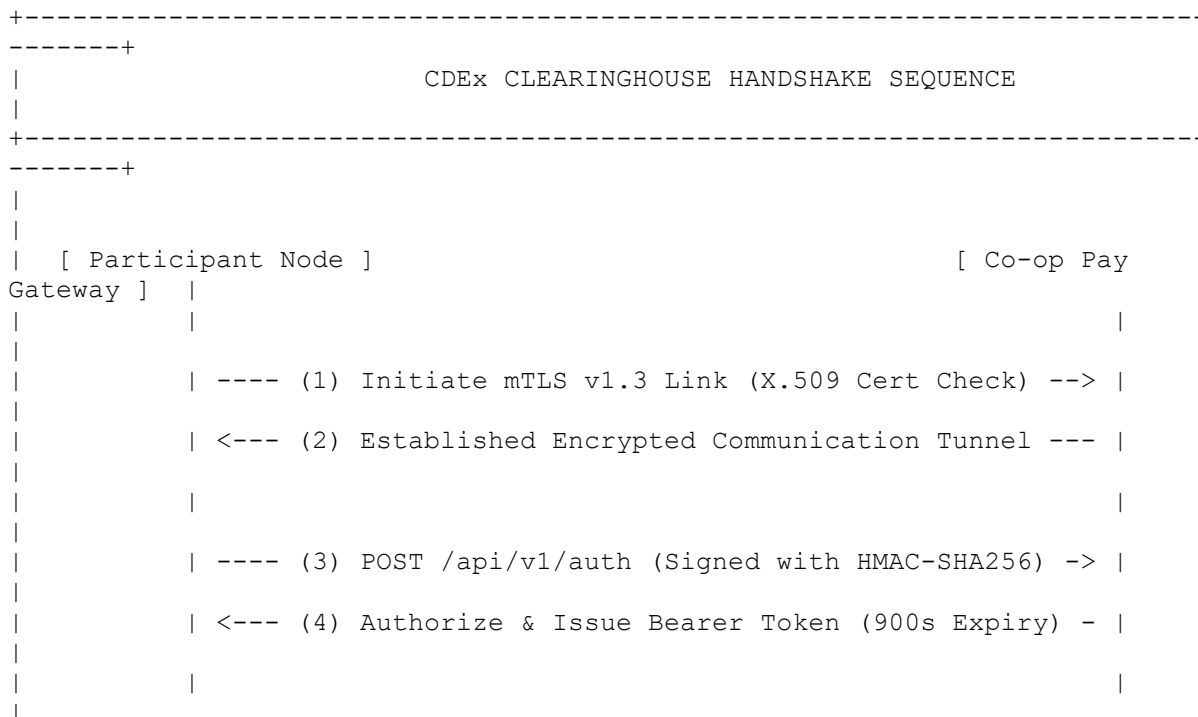 +-----------------------------------------------------------------------
-------+
| CDEx CLEARINGHOUSE HANDSHAKE SEQUENCE
|
+-----------------------------------------------------------------------
-------+
|
|
| [ Participant Node ] [ Co-op Pay
Gateway ] |
| | |
|
| | ---- (1) Initiate mTLS v1.3 Link (X.509 Cert Check) --> |
|
| | <--- (2) Established Encrypted Communication Tunnel --- |
|
| | |
|
| | ---- (3) POST /api/v1/auth (Signed with HMAC-SHA256) -> |
|
| | <--- (4) Authorize & Issue Bearer Token (900s Expiry) - |
|
| | |
|